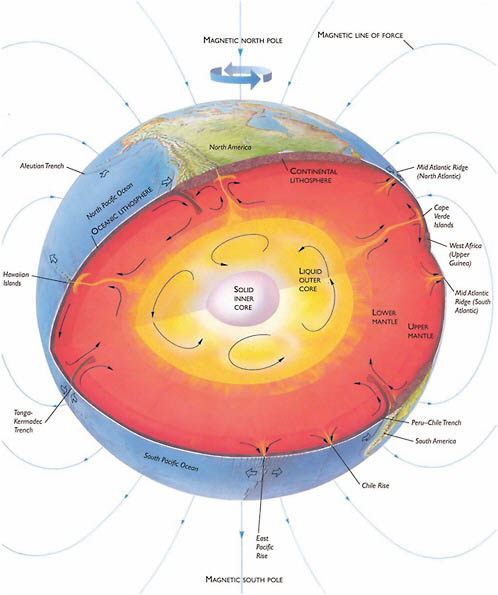 MAGNETIC NORTH POLE
MAGNETIC LINE OF FORCE
North America
Aleutian Trench
CONTINENTAL
LITHOSPHERE
Mid Atlantic Ridge
(North Atlantic)
North Pacific Ocean
OCEANIC LITHOSPHERE
Cape
Verde
Islands
West Africa
(Upper
Guinea)
Hawaiian
Islands
SOLID
INNER
CORE
LIQUID
OUTER
CORE
Mid Atlantic
Ridge (South
Atlantic)
LOWER
MANTLE
UPPER
MANTLE
Tonga-
Kermadec
Trench
Peru-Chile Trench
South America
South Pacific Ocean
Chile Rise
East
Pacific
Rise
MAGNETIC SOUTH POLE